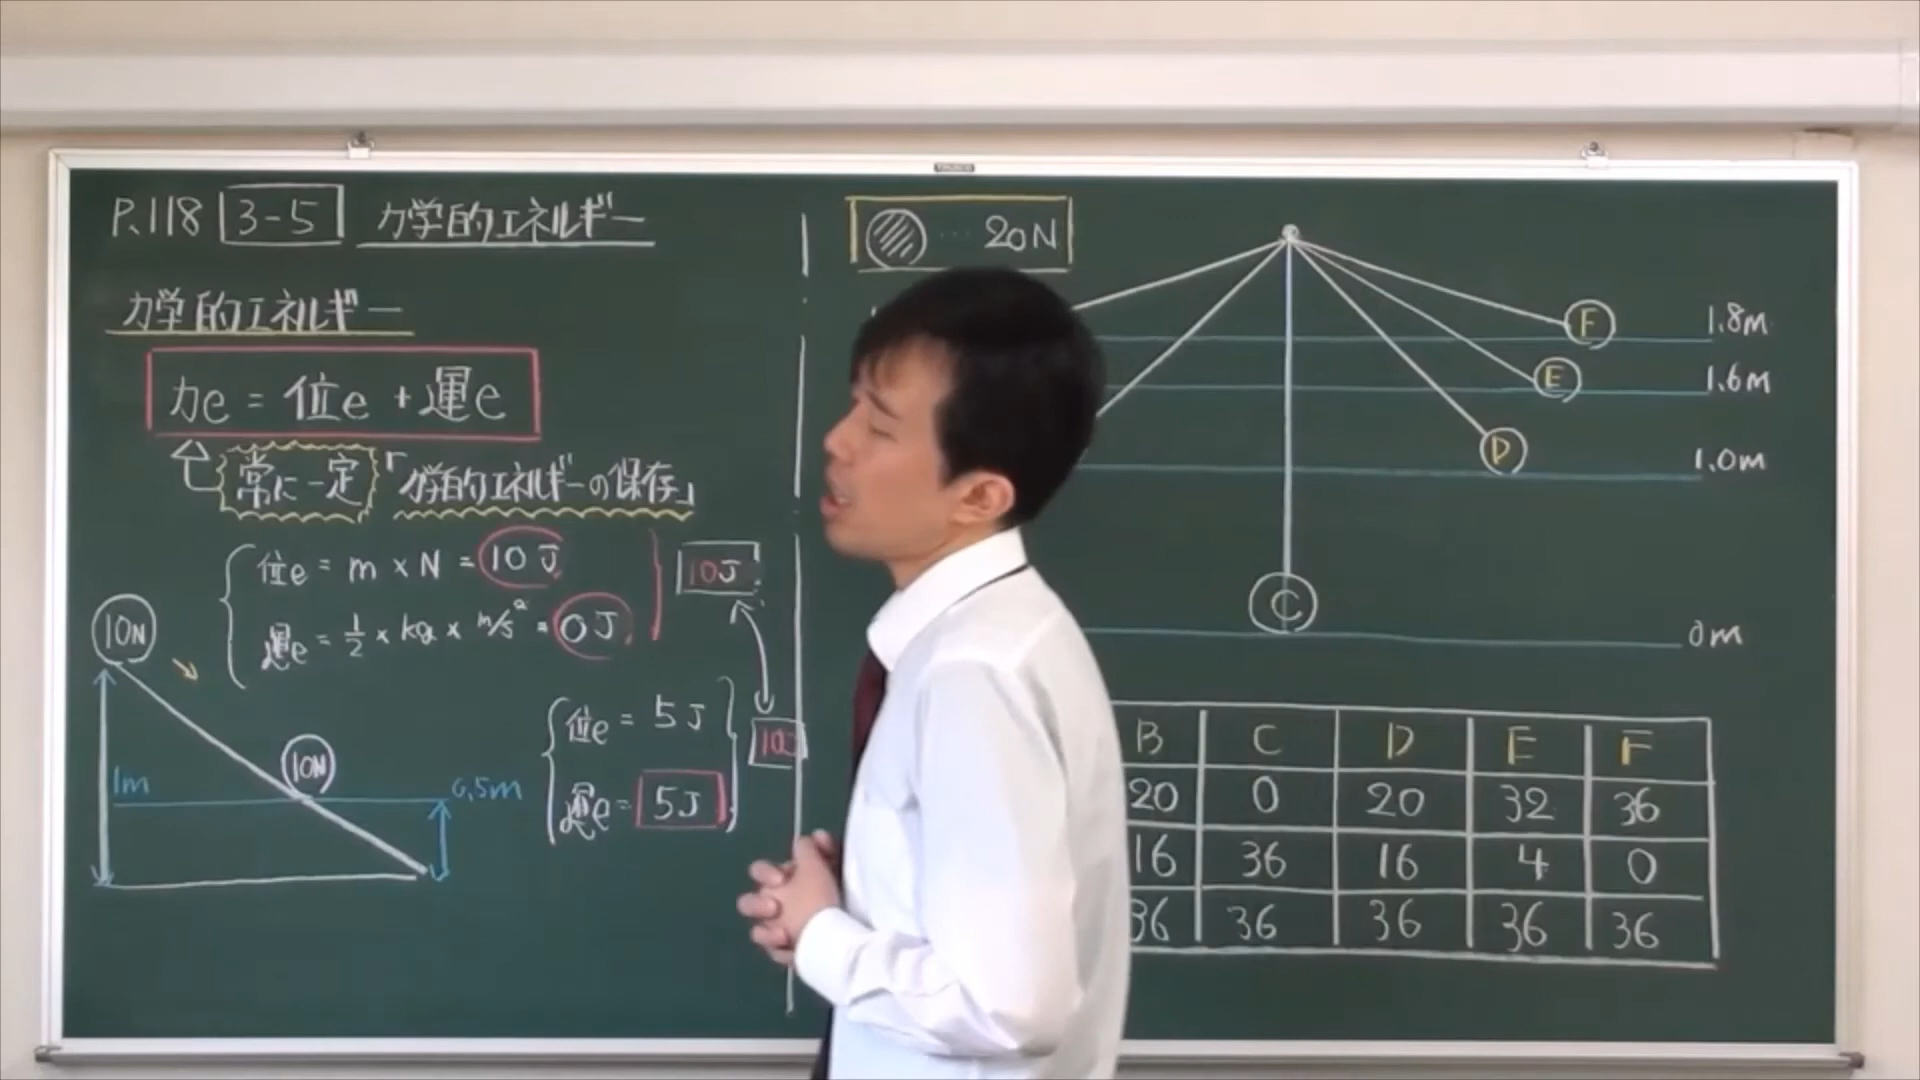 P.118 3-5 力学的エネルギー
力学的エネルギー
力e = 位e + 運e
常に一定 「力学的エネルギーの保存」
位e = m × N = 10J
運e = 1/2 × kg × m/s² = 0J
10J
10N
10N
1m
0.5m
位e = 5J
運e = 5J
10J
… 20N
F 1.8m
E 1.6m
D 1.0m
C
0m
B C D E F
20 0 20 32 36
16 36 16 4 0
36 36 36 36 36